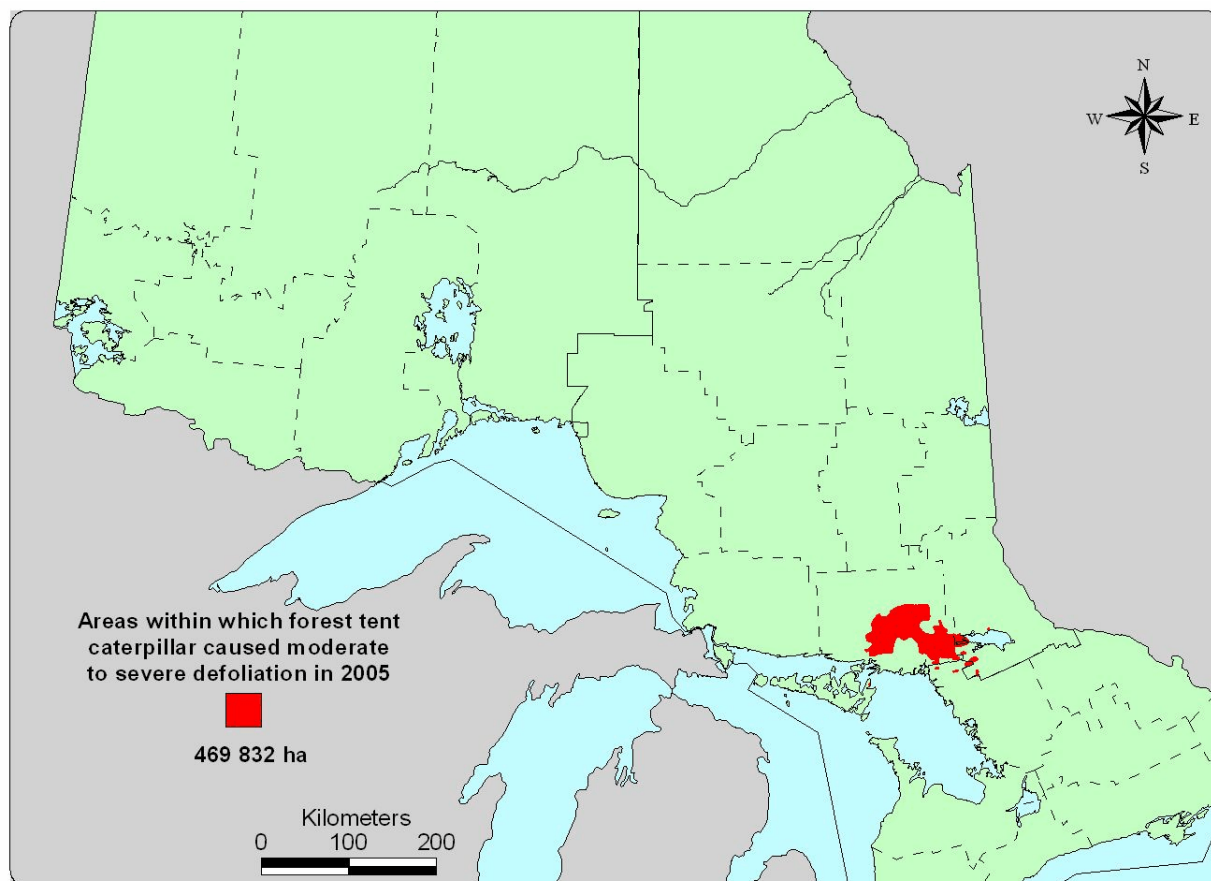 N
W E
S
Areas within which forest tent
caterpillar caused moderate
to severe defoliation in 2005
469 832 ha
Kilometers
0 100 200